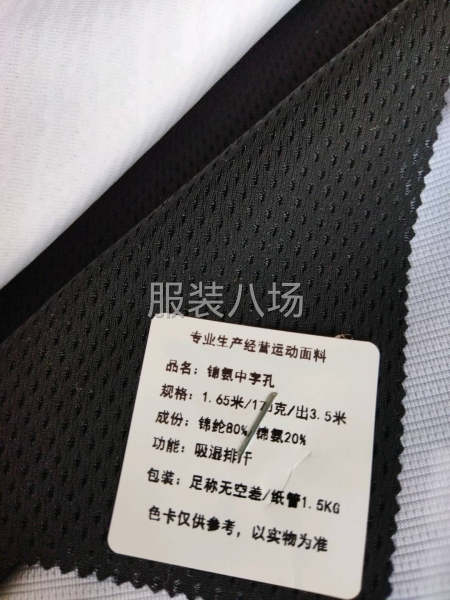 服装八场
专业生产经营运动面料
品名：锦氨中字孔
规格：1.65米/170克/出3.5米
成份：锦纶80% 锦氨20%
功能：吸湿排汗
包装：足称无空差/纸管1.5KG
色卡仅供参考，以实物为准